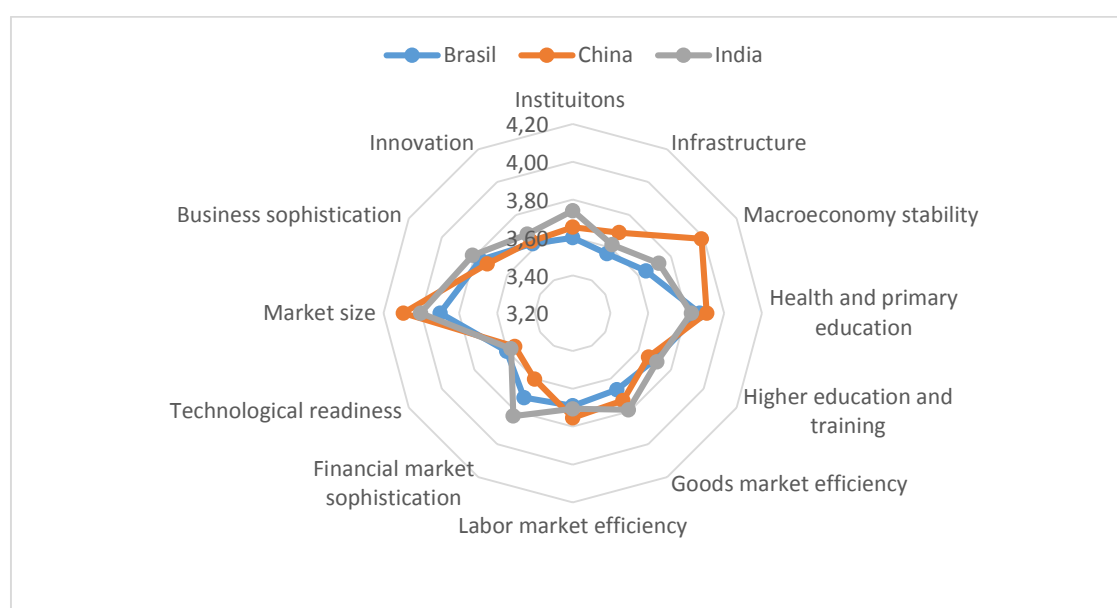 Brasil China India
Instituitons
4,20
4,00
3,80
3,60
3,40
3,20
Infrastructure
Macroeconomy stability
Health and primary
education
Higher education and
training
Goods market efficiency
Labor market efficiency
Financial market
sophistication
Technological readiness
Market size
Business sophistication
Innovation